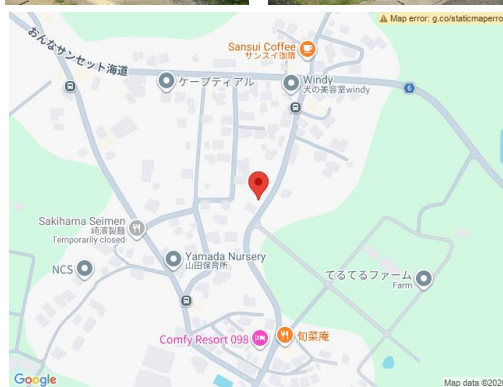 Map error: g.co/staticmaperro
Sansui Coffee
サンスイ珈琲
おんなサンセット海道
ケープティアル
Windy
犬の美容室windy
6
Sakihama Seimen
崎濱製麺
Temporarily closed
Yamada Nursery
山田保育所
NCS
てるてるファーム
Farm
Comfy Resort 098
旬菜庵
Google
Map data ©202